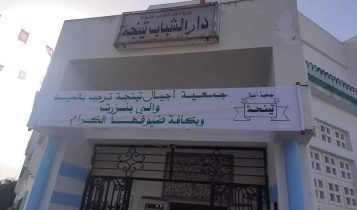 دار الشباب تينجة
جمعية أجيال تينجة ترحب بالسيد
والي بنزرت
وبكافة ضيوفها الكرام
جمعية أجيال
تينجة